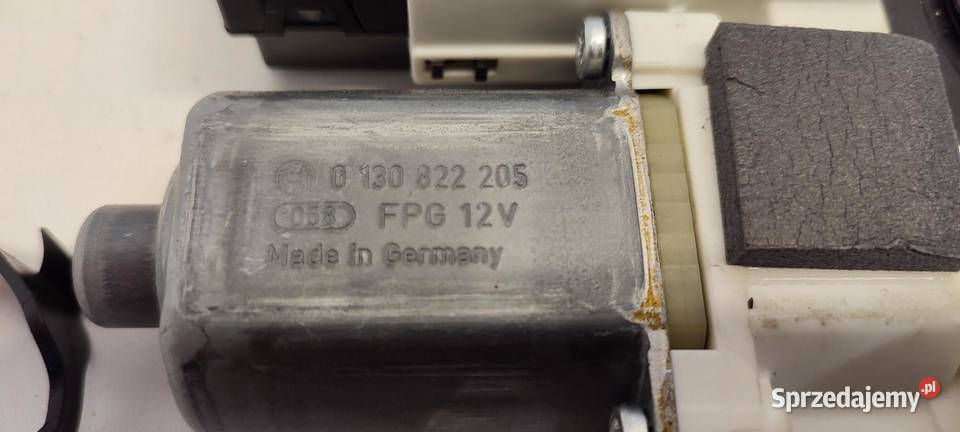 0 130 822 205
058 FPG 12V
Made in Germany
Sprzedajemy.pl